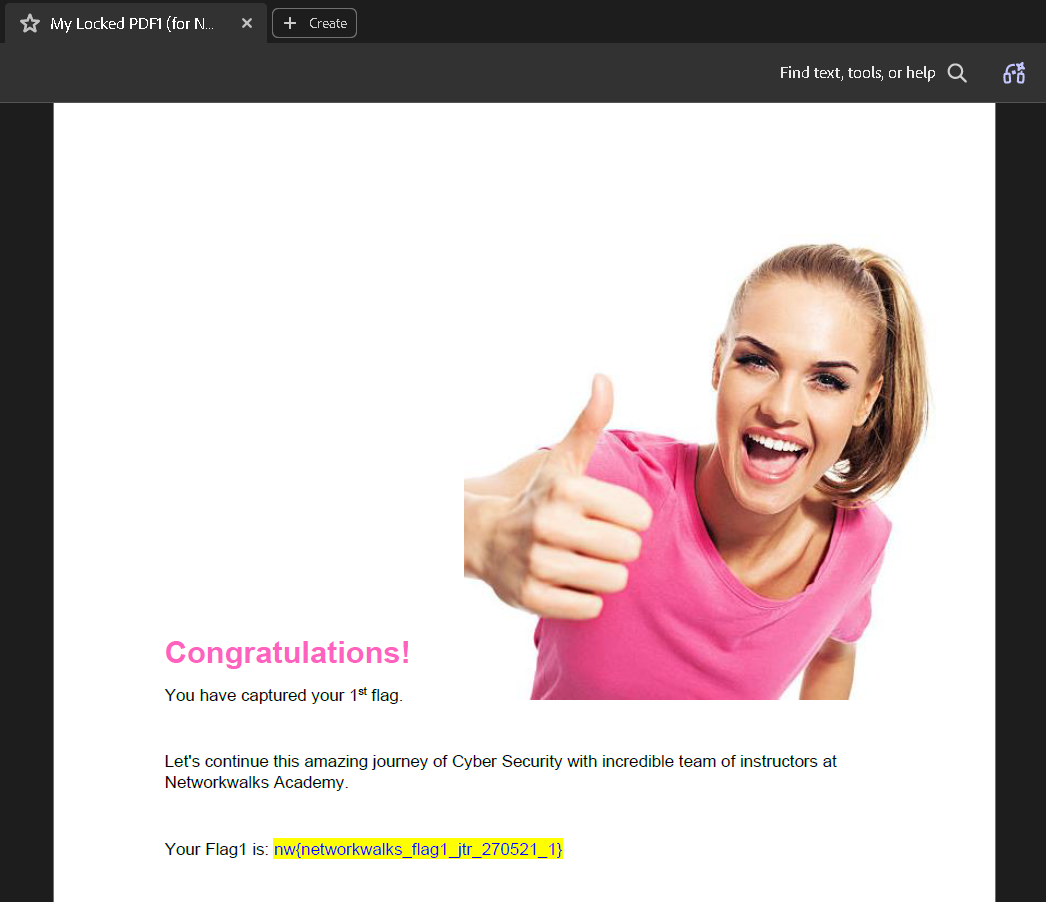 My Locked PDF1 (for N...
Create
Find text, tools, or help
Congratulations!
You have captured your 1st flag.
Let's continue this amazing journey of Cyber Security with incredible team of instructors at
Networkwalks Academy.
Your Flag1 is: nw{networkwalks_flag1_jtr_270521_1}